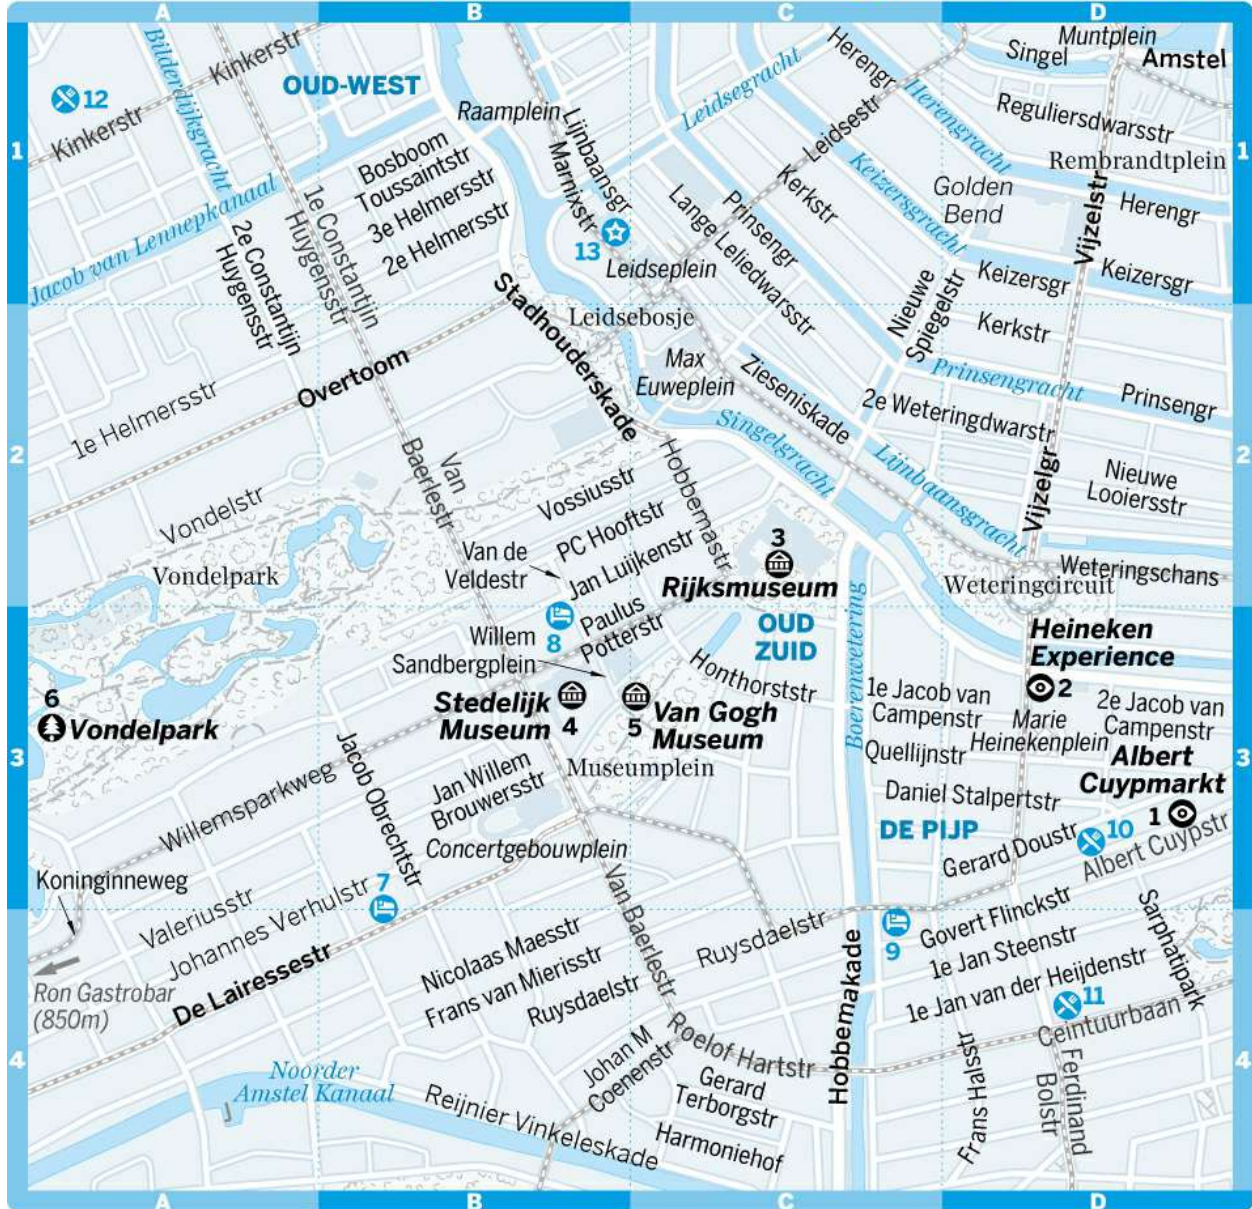 A
B
C
D
Muntplein
Singel
Amstel
Bilderdijkgracht
Kinkerstr
OUD-WEST
Herengr
Leidsegracht
Herengracht
Reguliersdwarsstr
12
Kinkerstr
Raamplein
Lijnbaansgr
Marnixstr
Leidsestr
1
1
Bosboom
Toussaintstr
3e Helmersstr
2e Helmersstr
Keizersgracht
Rembrandtplein
Golden
Bend
Vijzelstr
Herengr
Kerkstr
Prinsengr
Lange Leliedwarsstr
Jacob van Lennepkanaal
1e Constantijn
Huygensstr
2e Constantijn
Huygensstr
13
Leidseplein
Keizersgr
Keizersgr
Nieuwe
Spiegelstr
Kerkstr
Stadhouderskade
Leidsebosje
Max
Euweplein
Overtoom
1e Helmersstr
Zieseniskade
Prinsengracht
Prinsengr
2e Weteringdwarstr
Singelgracht
Lijnbaansgracht
2
2
Van
Baerlestr
Hobbemastr
Vijzelgr
Nieuwe
Looiersstr
Vondelstr
Vossiusstr
PC Hooftstr
Jan Luijkenstr
Van de
Veldestr
Vondelpark
3
Rijksmuseum
Weteringschans
Weteringcircuit
8
Paulus
Potterstr
Willem
Sandbergplein
OUD
ZUID
Boerenwetering
Heineken
Experience
2
Honthorststr
6
Vondelpark
Stedelijk
Museum
4
5
Van Gogh
Museum
1e Jacob van
Campenstr
Marie
Heinekenplein
2e Jacob van
Campenstr
Quellijnstr
Albert
Cuypmarkt
1
3
3
Museumplein
Willemsparkweg
Jacob Obrechtstr
Jan Willem
Brouwersstr
Daniel Stalpertstr
DE PIJP
Gerard Doustr
10
Albert Cuypstr
Concertgebouwplein
Koninginneweg
7
Valeriusstr
Johannes Verhulstr
Van Baerlestr
Ruysdaelstr
9
Govert Flinckstr
1e Jan Steenstr
1e Jan van der Heijdenstr
Sarphatipark
Hobbemakade
Ron Gastrobar
(850m)
De Lairessestr
Nicolaas Maesstr
Frans van Mierisstr
Ruysdaelstr
11
Ceintuurbaan
Roelof Hartstr
Johan M
Coenenstr
Gerard
Terborgstr
Harmoniehof
Frans Halsstr
Ferdinand
Bolstr
4
4
Noorder
Amstel Kanaal
Reijnier Vinkeleskade
A
B
C
D